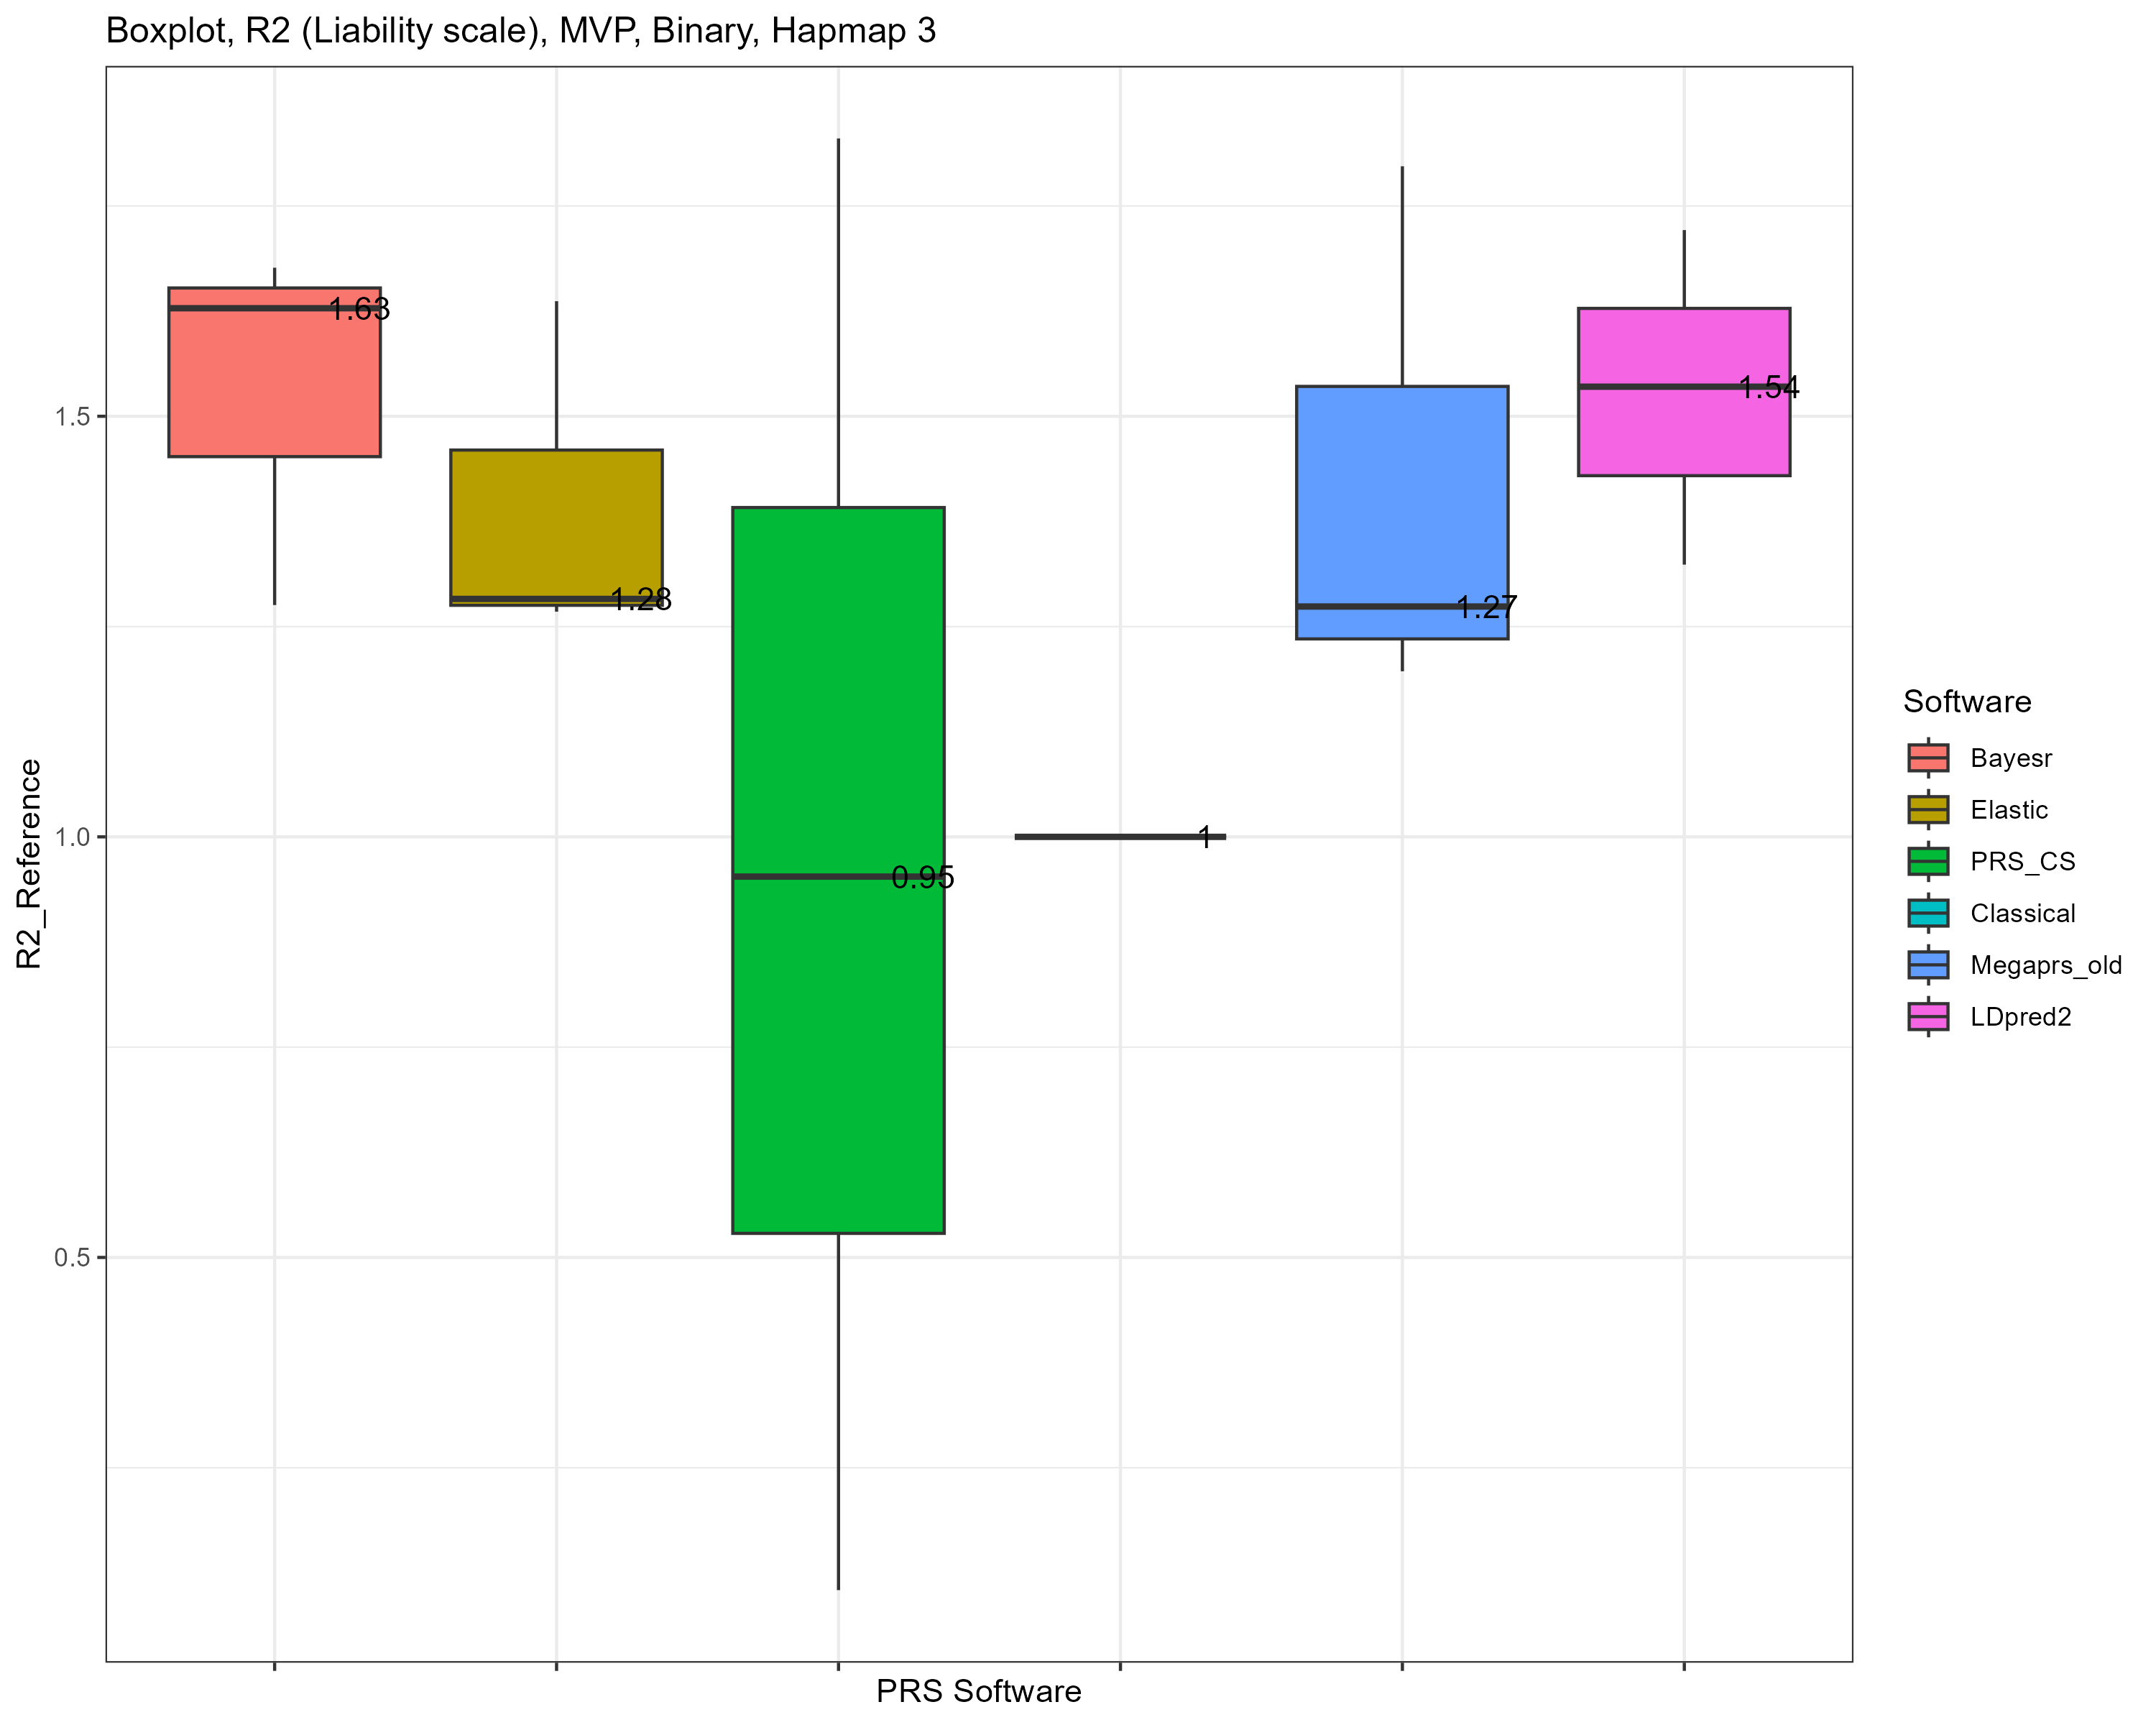 Boxplot, R2 (Liability scale), MVP, Binary, Hapmap 3
R2_Reference
1.5
1.0
0.5
1.63
1.28
0.95
1
1.27
1.54
PRS Software
Software
Bayesr
Elastic
PRS_CS
Classical
Megaprs_old
LDpred2